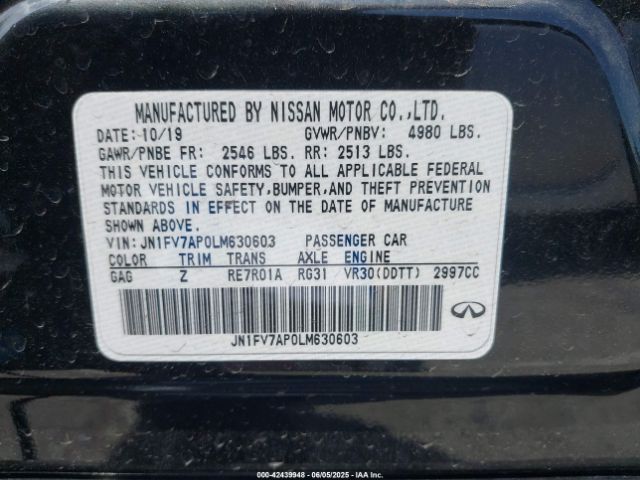 MANUFACTURED BY NISSAN MOTOR CO.,LTD.
DATE: 10/19 GVWR/PNBV: 4980 LBS.
GAWR/PNBE FR: 2546 LBS. RR: 2513 LBS.
THIS VEHICLE CONFORMS TO ALL APPLICABLE FEDERAL
MOTOR VEHICLE SAFETY,BUMPER,AND THEFT PREVENTION
STANDARDS IN EFFECT ON THE DATE OF MANUFACTURE
SHOWN ABOVE.
VIN: JN1FV7AP0LM630603 PASSENGER CAR
COLOR TRIM TRANS AXLE ENGINE
GAG Z RE7R01A RG31 VR30(DDTT) 2997CC
JN1FV7AP0LM630603
000-42439948 - 06/05/2025 - IAAI.COM